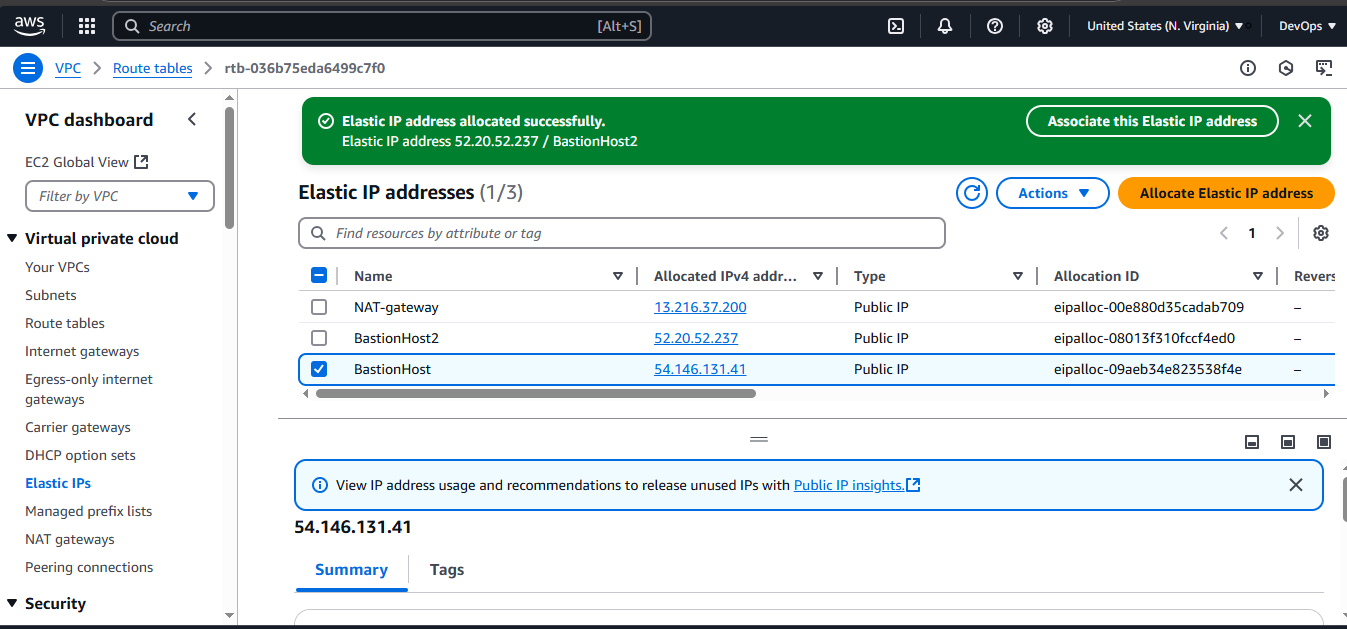 aws
Search [Alt+S] United States (N. Virginia) DevOps
VPC Route tables rtb-036b75eda6499c7f0
VPC dashboard
EC2 Global View
Filter by VPC
Virtual private cloud
Your VPCs
Subnets
Route tables
Internet gateways
Egress-only internet
gateways
Carrier gateways
DHCP option sets
Elastic IPs
Managed prefix lists
NAT gateways
Peering connections
Security
Elastic IP address allocated successfully.
Elastic IP address 52.20.52.237 / BastionHost2
Associate this Elastic IP address
Elastic IP addresses (1/3)
Actions
Allocate Elastic IP address
Find resources by attribute or tag
1
Name Allocated IPv4 addr... Type Allocation ID Revers
NAT-gateway 13.216.37.200 Public IP eipalloc-00e880d35cadab709 –
BastionHost2 52.20.52.237 Public IP eipalloc-08013f310fccf4ed0 –
BastionHost 54.146.131.41 Public IP eipalloc-09aeb34e823538f4e –
View IP address usage and recommendations to release unused IPs with Public IP insights.
54.146.131.41
Summary Tags